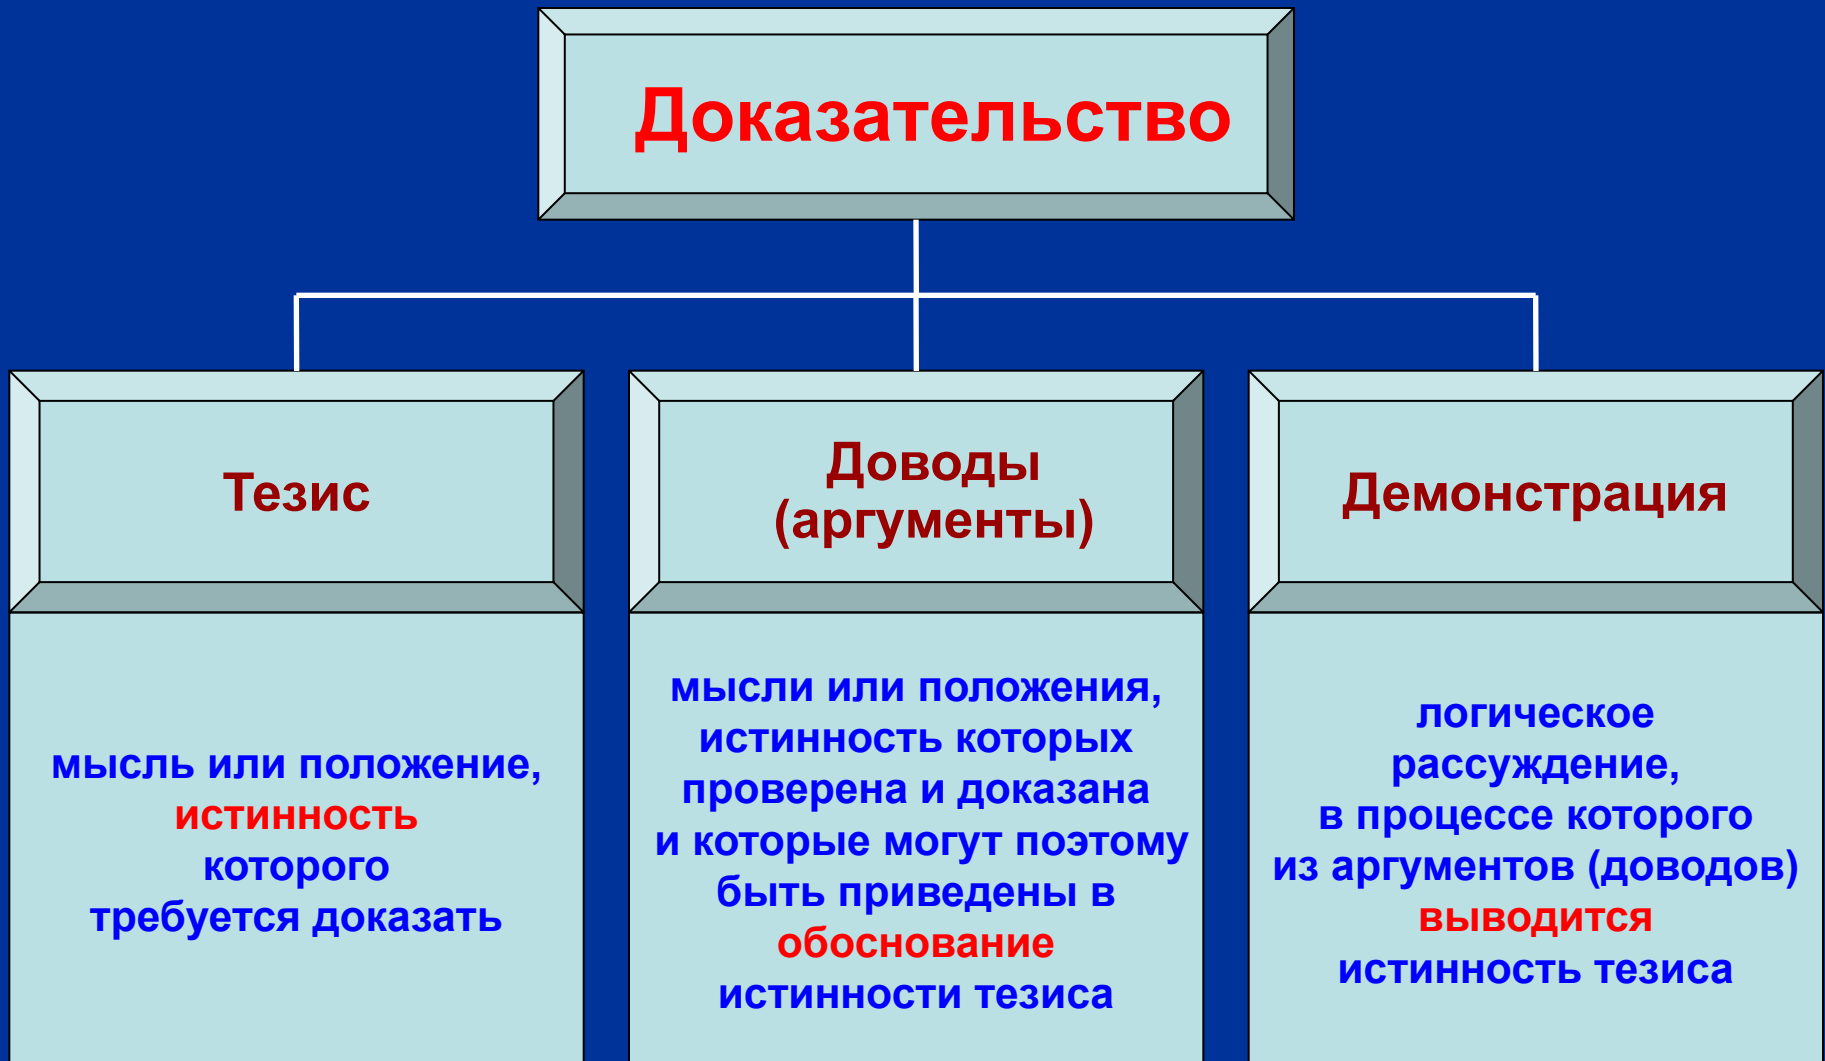 Доказательство
Тезис
мысль или положение,
истинность
которого
требуется доказать
Доводы
(аргументы)
мысли или положения,
истинность которых
проверена и доказана
и которые могут поэтому
быть приведены в
обоснование
истинности тезиса
Демонстрация
логическое
рассуждение,
в процессе которого
из аргументов (доводов)
выводится
истинность тезиса